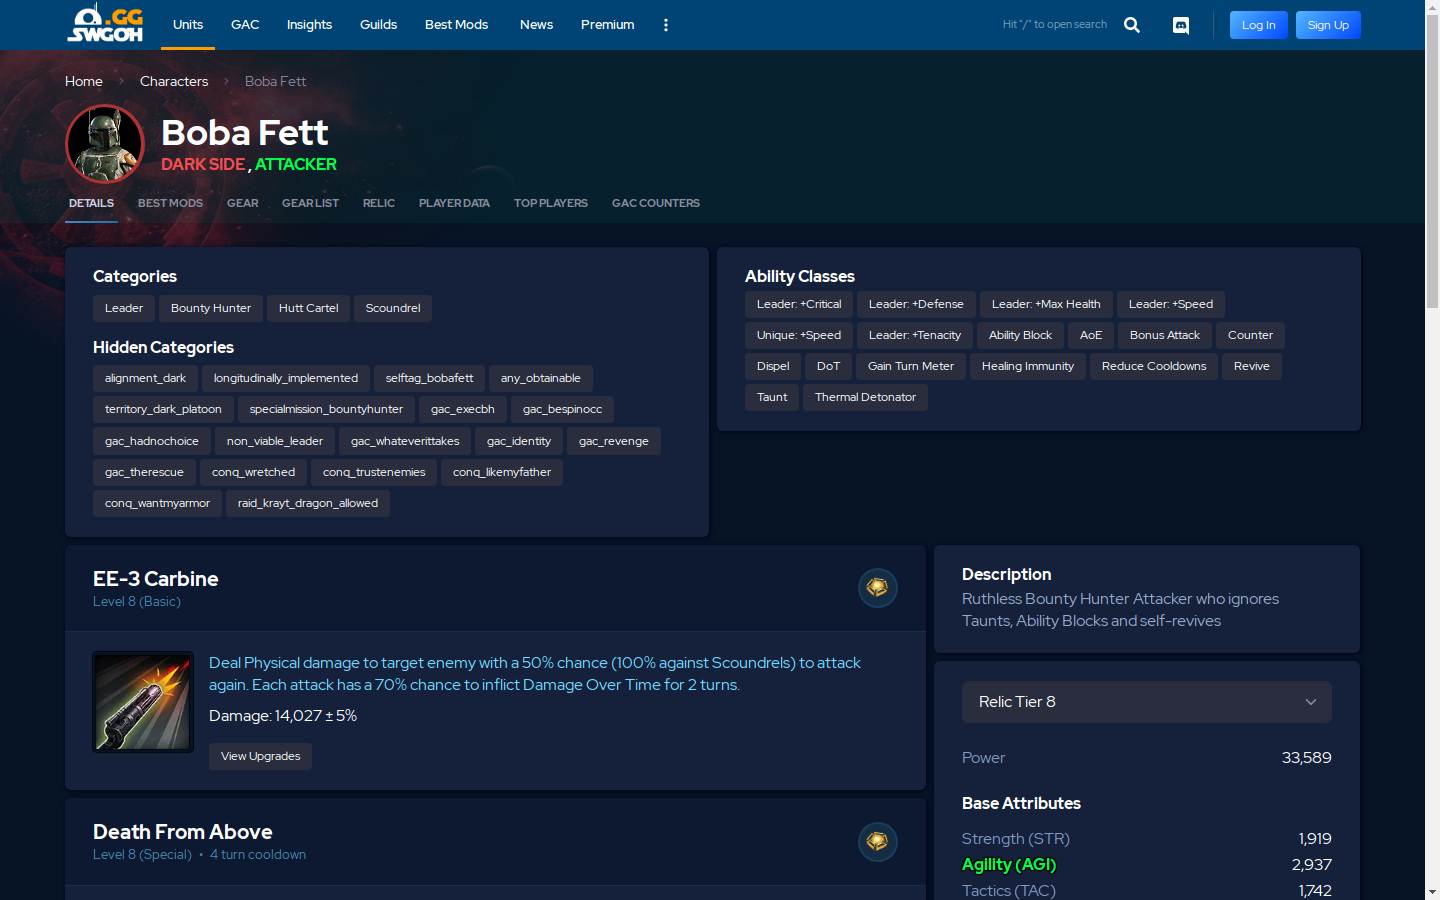 .GG
SWGOH
Units GAC Insights Guilds Best Mods News Premium
Hit "/" to open search
Log In Sign Up
Home Characters Boba Fett
Boba Fett
DARK SIDE , ATTACKER
DETAILS BEST MODS GEAR GEAR LIST RELIC PLAYER DATA TOP PLAYERS GAC COUNTERS
Categories
Leader Bounty Hunter Hutt Cartel Scoundrel
Hidden Categories
alignment_dark longitudinally_implemented selftag_bobafett any_obtainable
territory_dark_platoon specialmission_bountyhunter gac_execbh gac_bespinocc
gac_hadnochoice non_viable_leader gac_whateverittakes gac_identity gac_revenge
gac_therescue conq_wretched conq_trustenemies conq_likemyfather
conq_wantmyarmor raid_krayt_dragon_allowed
Ability Classes
Leader: +Critical Leader: +Defense Leader: +Max Health Leader: +Speed
Unique: +Speed Leader: +Tenacity Ability Block AoE Bonus Attack Counter
Dispel DoT Gain Turn Meter Healing Immunity Reduce Cooldowns Revive
Taunt Thermal Detonator
EE-3 Carbine
Level 8 (Basic)
Deal Physical damage to target enemy with a 50% chance (100% against Scoundrels) to attack
again. Each attack has a 70% chance to inflict Damage Over Time for 2 turns.
Damage: 14,027 ± 5%
View Upgrades
Death From Above
Level 8 (Special) • 4 turn cooldown
Description
Ruthless Bounty Hunter Attacker who ignores
Taunts, Ability Blocks and self-revives
Relic Tier 8
Power 33,589
Base Attributes
Strength (STR) 1,919
Agility (AGI) 2,937
Tactics (TAC) 1,742